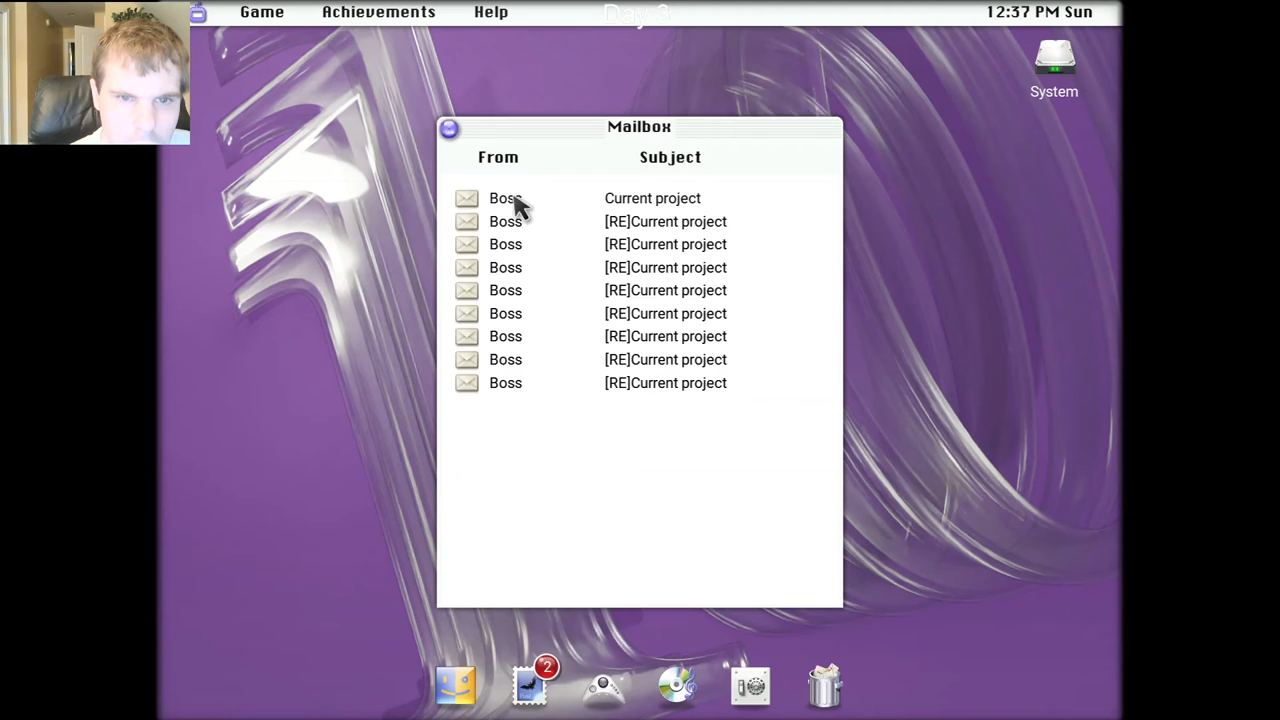 Game Achievements Help Day 3 12:37 PM Sun
System
Mailbox
From Subject
Boss Current project
Boss [RE]Current project
Boss [RE]Current project
Boss [RE]Current project
Boss [RE]Current project
Boss [RE]Current project
Boss [RE]Current project
Boss [RE]Current project
Boss [RE]Current project
2